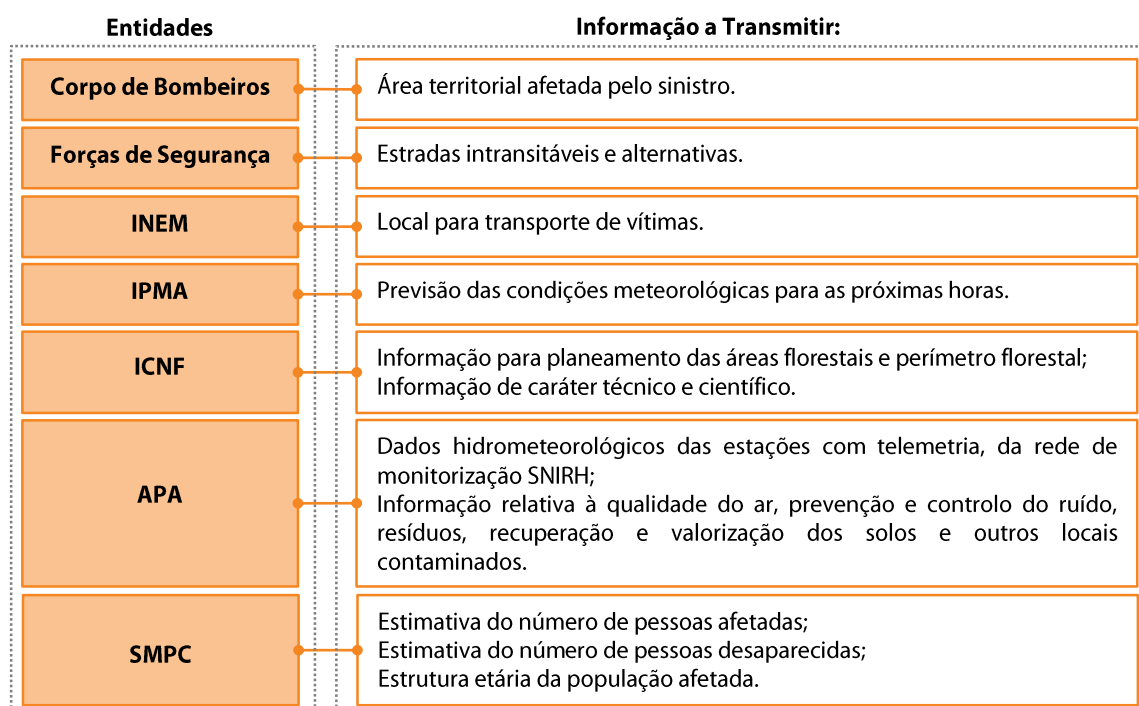 Entidades
Informação a Transmitir:
Corpo de Bombeiros
Área territorial afetada pelo sinistro.
Forças de Segurança
Estradas intransitáveis e alternativas.
INEM
Local para transporte de vítimas.
IPMA
Previsão das condições meteorológicas para as próximas horas.
ICNF
Informação para planeamento das áreas florestais e perímetro florestal;
Informação de caráter técnico e científico.
APA
Dados hidrometeorológicos das estações com telemetria, da rede de
monitorização SNIRH;
Informação relativa à qualidade do ar, prevenção e controlo do ruído,
resíduos, recuperação e valorização dos solos e outros locais
contaminados.
SMPC
Estimativa do número de pessoas afetadas;
Estimativa do número de pessoas desaparecidas;
Estrutura etária da população afetada.